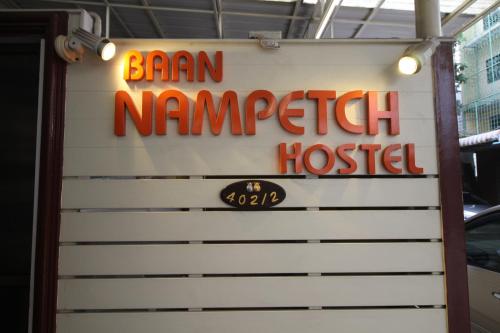 BAAN
NAMPETCH
HOSTEL
402/2